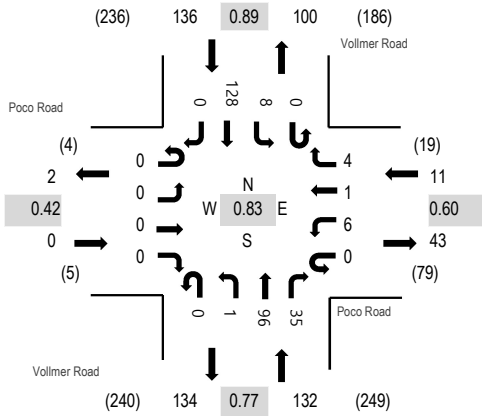 (236) 136 0.89 100 (186)
Vollmer Road
Poco Road
0 128 8 0
(4) (19)
2 0 4 11
0.42 0 N 1 0.60
W 0.83 E
0 0 S 6 43
(5) 0 0 (79)
0 1 96 35
Poco Road
Vollmer Road
(240) 134 0.77 132 (249)